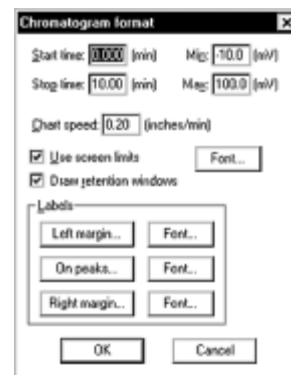 Chromatogram format
Start time: 0.000 (min) Min: -10.0 (mV)
Stop time: 10.00 (min) Max: 100.0 (mV)
Chart speed: 0.20 (inches/min)
Use screen limits Font...
Draw retention windows
Labels
Left margin... Font...
On peaks... Font...
Right margin... Font...
OK Cancel